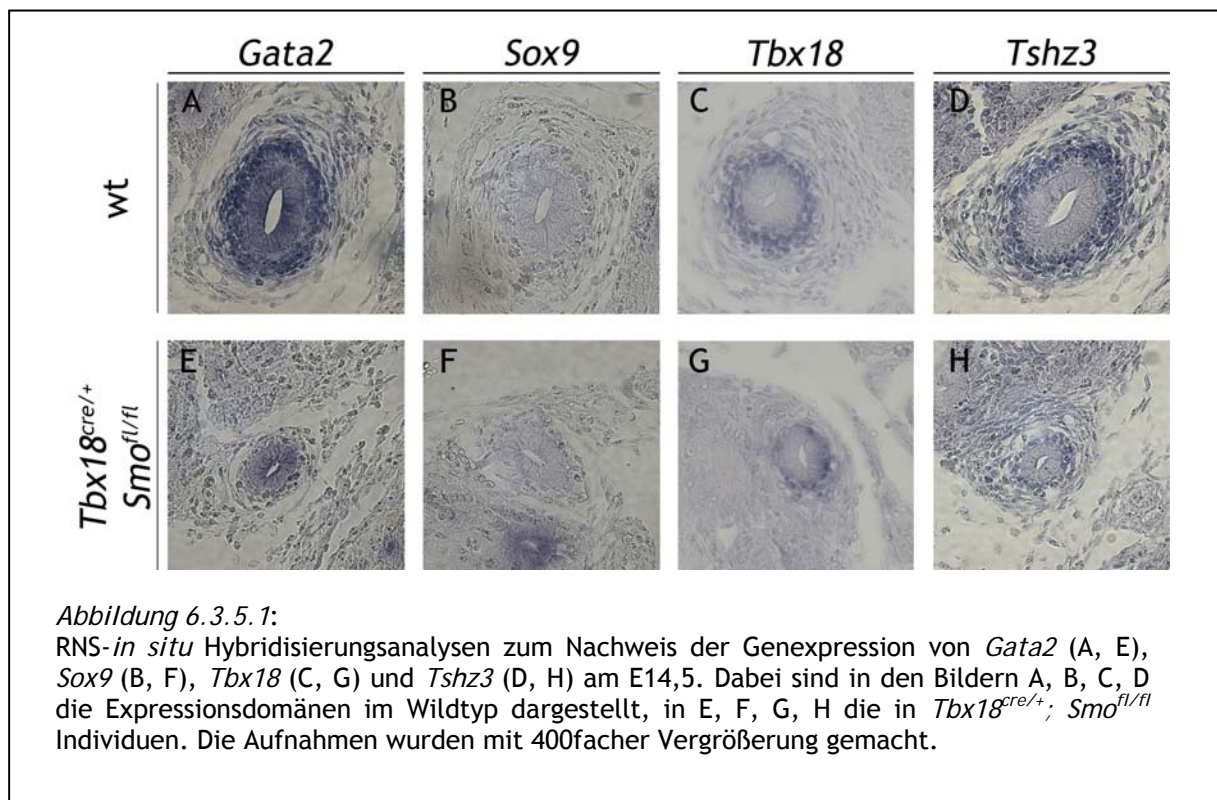 Gata2 Sox9 Tbx18 Tshz3
wt
A B C D
Tbx18cre/+
Smofl/fl
E F G H
Abbildung 6.3.5.1:
RNS-in situ Hybridisierungsanalysen zum Nachweis der Genexpression von Gata2 (A, E),
Sox9 (B, F), Tbx18 (C, G) und Tshz3 (D, H) am E14,5. Dabei sind in den Bildern A, B, C, D
die Expressionsdomänen im Wildtyp dargestellt, in E, F, G, H die in Tbx18cre/+; Smofl/fl
Individuen. Die Aufnahmen wurden mit 400facher Vergrößerung gemacht.